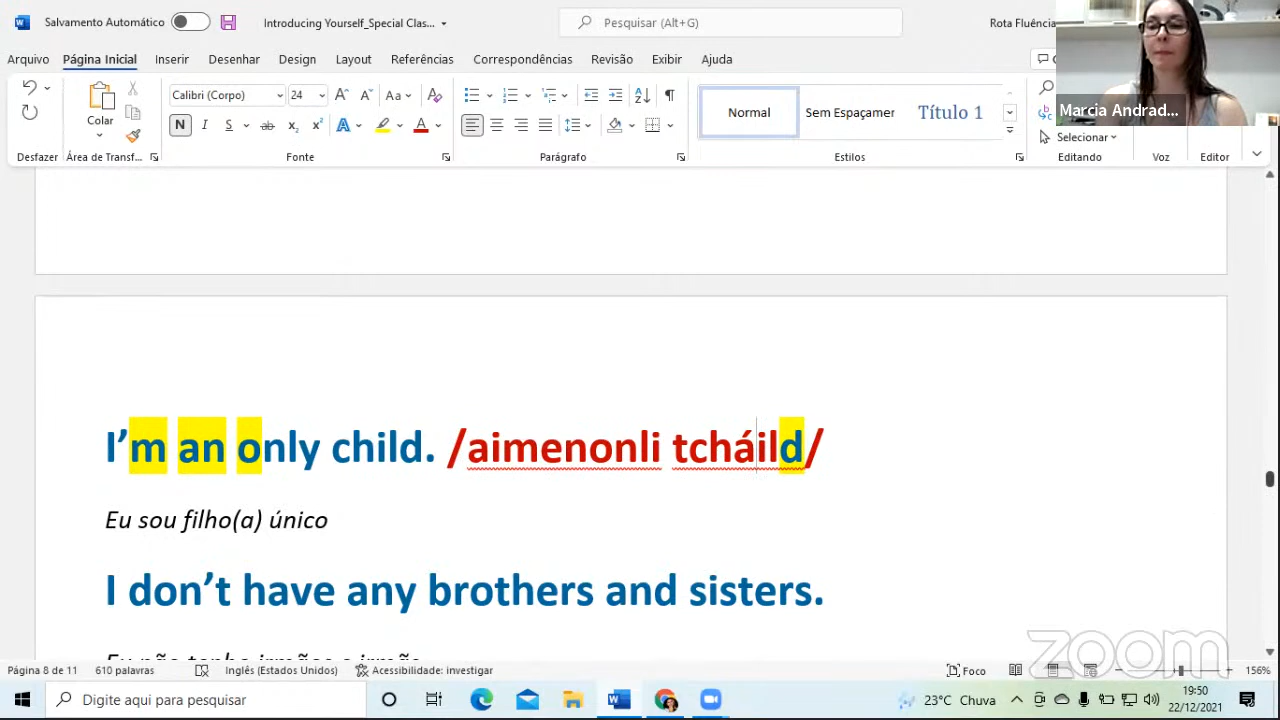 Salvamento Automático
Introducing Yourself_Special Clas...
Pesquisar (Alt+G)
Rota Fluência
Arquivo Página Inicial Inserir Desenhar Design Layout Referências Correspondências Revisão Exibir Ajuda
Marcia Andrad...
Colar
Calibri (Corpo) 24
Aa
N I S ab x₂ x² A A
Normal
Sem Espaçamer
Título 1
Selecionar
Desfazer Área de Transf... Fonte Parágrafo Estilos Editando Voz Editor
I’m an only child. /aimenonli tcháild/
Eu sou filho(a) único
I don’t have any brothers and sisters.
zoom
Página 8 de 11 610 palavras Inglês (Estados Unidos) Acessibilidade: investigar Foco 156%
Digite aqui para pesquisar
23°C Chuva
19:50
22/12/2021